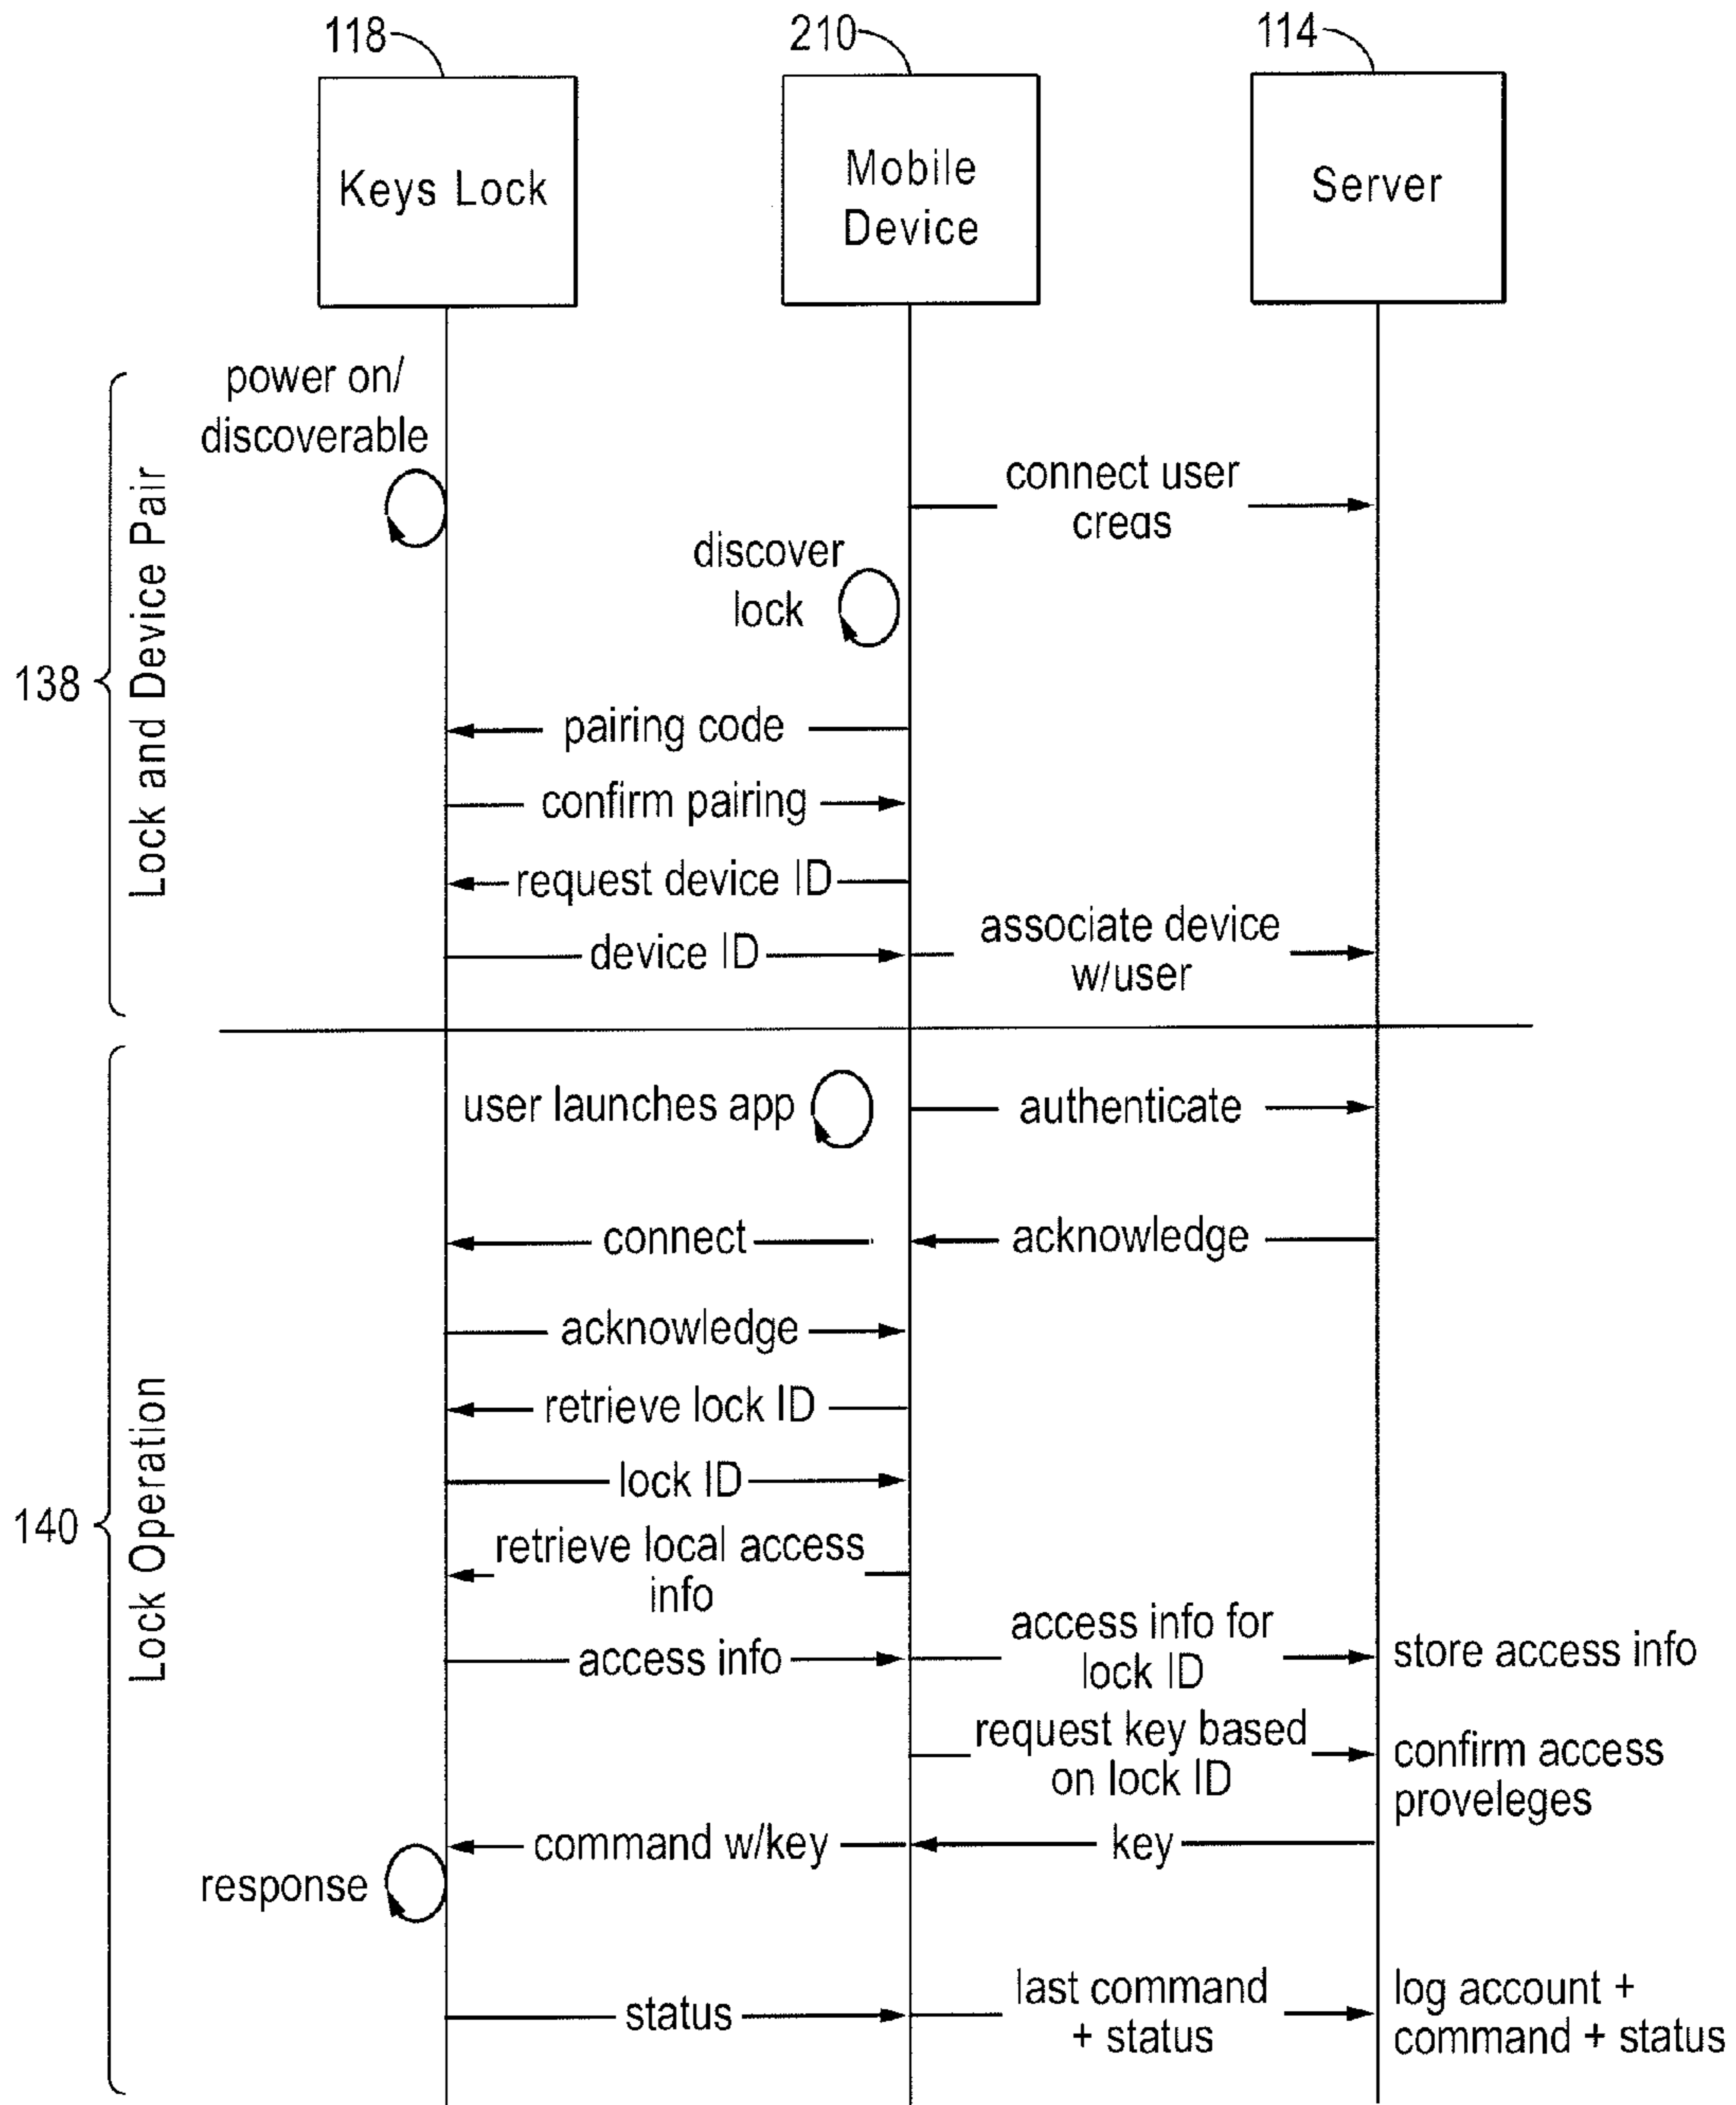 118
210
114
Keys Lock
Mobile
Device
Server
138
Lock and Device Pair
power on/
discoverable
connect user
creds
discover
lock
pairing code
confirm pairing
request device ID
device ID
associate device
w/user
140
Lock Operation
user launches app
authenticate
connect
acknowledge
acknowledge
retrieve lock ID
lock ID
retrieve local access
info
access info
access info for
lock ID
store access info
request key based
on lock ID
confirm access
proveleges
command w/key
key
response
status
last command
+ status
log account +
command + status